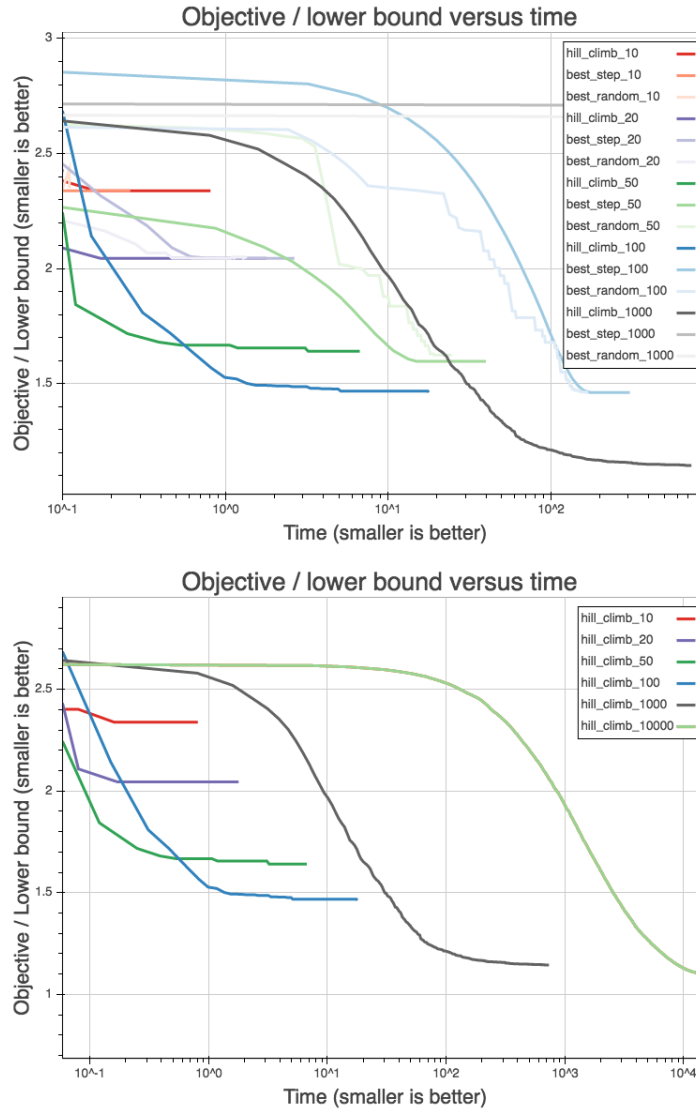 Objective / lower bound versus time
Objective / Lower bound (smaller is better)
3
2.5
2
1.5
hill_climb_10
best_step_10
best_random_10
hill_climb_20
best_step_20
best_random_20
hill_climb_50
best_step_50
best_random_50
hill_climb_100
best_step_100
best_random_100
hill_climb_1000
best_step_1000
best_random_1000
10^-1
10^0
10^1
10^2
Time (smaller is better)
Objective / lower bound versus time
Objective / Lower bound (smaller is better)
2.5
2
1.5
1
hill_climb_10
hill_climb_20
hill_climb_50
hill_climb_100
hill_climb_1000
hill_climb_10000
10^-1
10^0
10^1
10^2
10^3
10^4
Time (smaller is better)